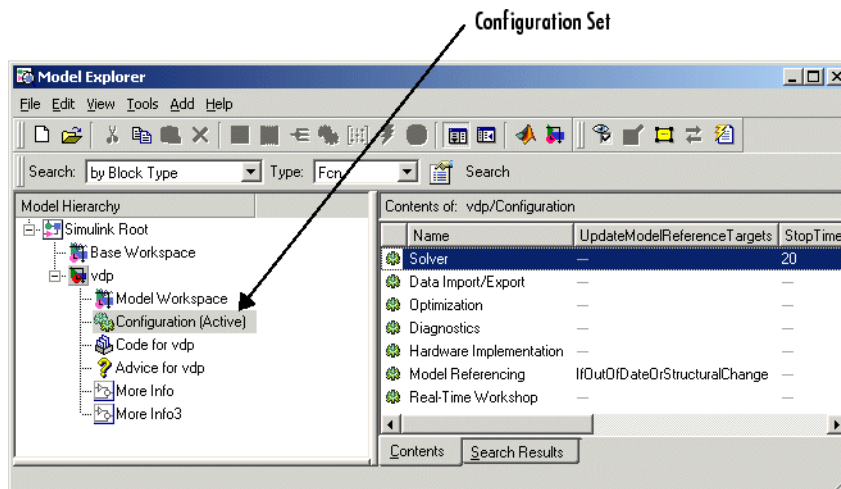 Configuration Set
Model Explorer
File Edit View Tools Add Help
Search: by Block Type Type: Fcn Search
Model Hierarchy
Simulink Root
Base Workspace
vdp
Model Workspace
Configuration (Active)
Code for vdp
Advice for vdp
More Info
More Info3
Contents of: vdp/Configuration
Name UpdateModelReferenceTargets StopTime
Solver — 20
Data Import/Export — —
Optimization — —
Diagnostics — —
Hardware Implementation — —
Model Referencing IfOutOfDateOrStructuralChange —
Real-Time Workshop — —
Contents Search Results